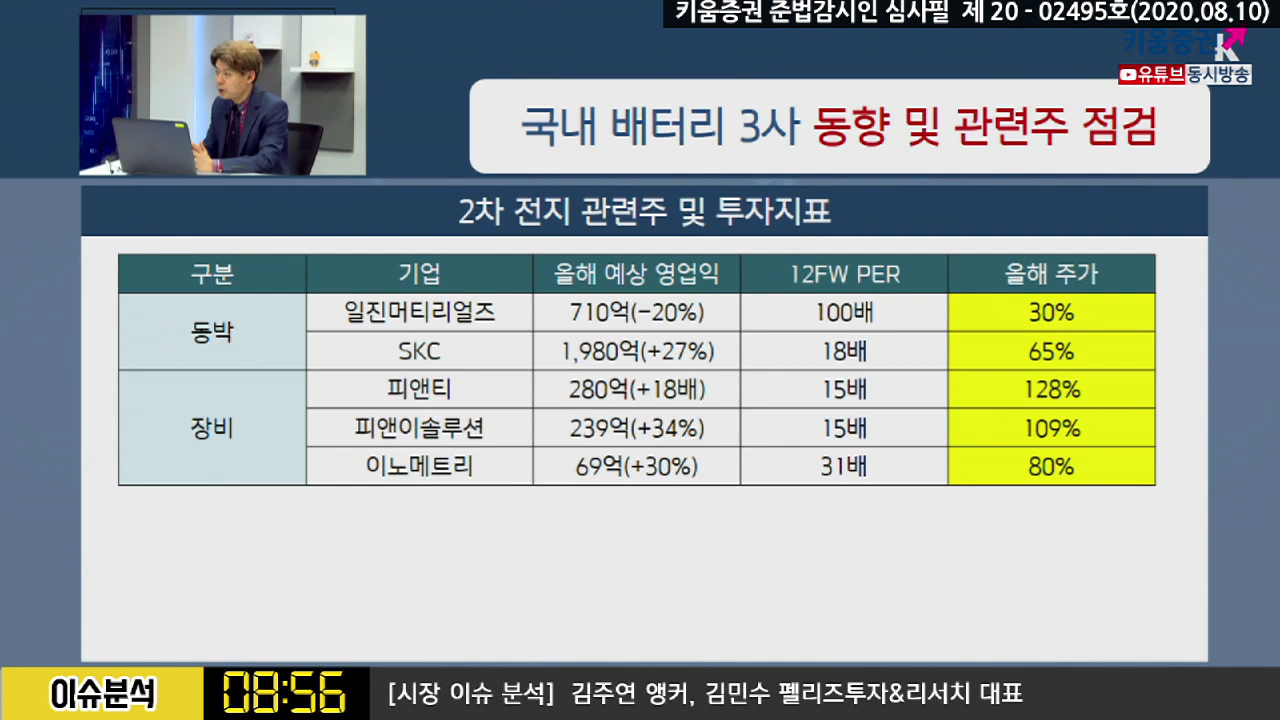 키움증권 준법감시인 심사필 제 20 - 02495호(2020.08.10)
키움증권
유튜브동시방송
국내 배터리 3사 동향 및 관련주 점검
2차 전지 관련주 및 투자지표
구분 기업 올해 예상 영업익 12FW PER 올해 주가
동박 일진머티리얼즈 710억(-20%) 100배 30%
SKC 1,980억(+27%) 18배 65%
장비 피앤티 280억(+18배) 15배 128%
피앤이솔루션 239억(+34%) 15배 109%
이노메트리 69억(+30%) 31배 80%
이슈분석 08:56 [시장 이슈 분석] 김주연 앵커, 김민수 펠리즈투자&리서치 대표